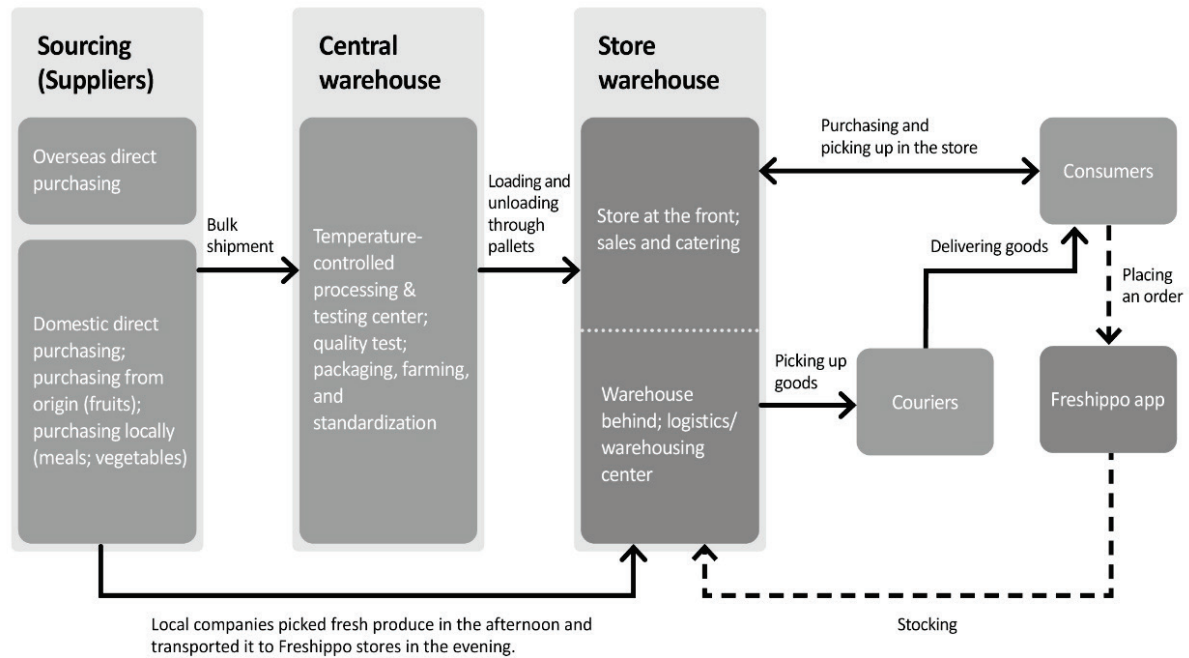 Sourcing
(Suppliers)
Overseas direct
purchasing
Domestic direct
purchasing;
purchasing from
origin (fruits);
purchasing locally
(meals; vegetables)
Bulk
shipment
Central
warehouse
Temperature-
controlled
processing &
testing center;
quality test;
packaging, farming,
and
standardization
Loading and
unloading
through
pallets
Store
warehouse
Store at the front;
sales and catering
Warehouse
behind; logistics/
warehousing
center
Purchasing and
picking up in the store
Consumers
Delivering goods
Placing
an order
Picking up
goods
Couriers
Freshippo app
Local companies picked fresh produce in the afternoon and
transported it to Freshippo stores in the evening.
Stocking